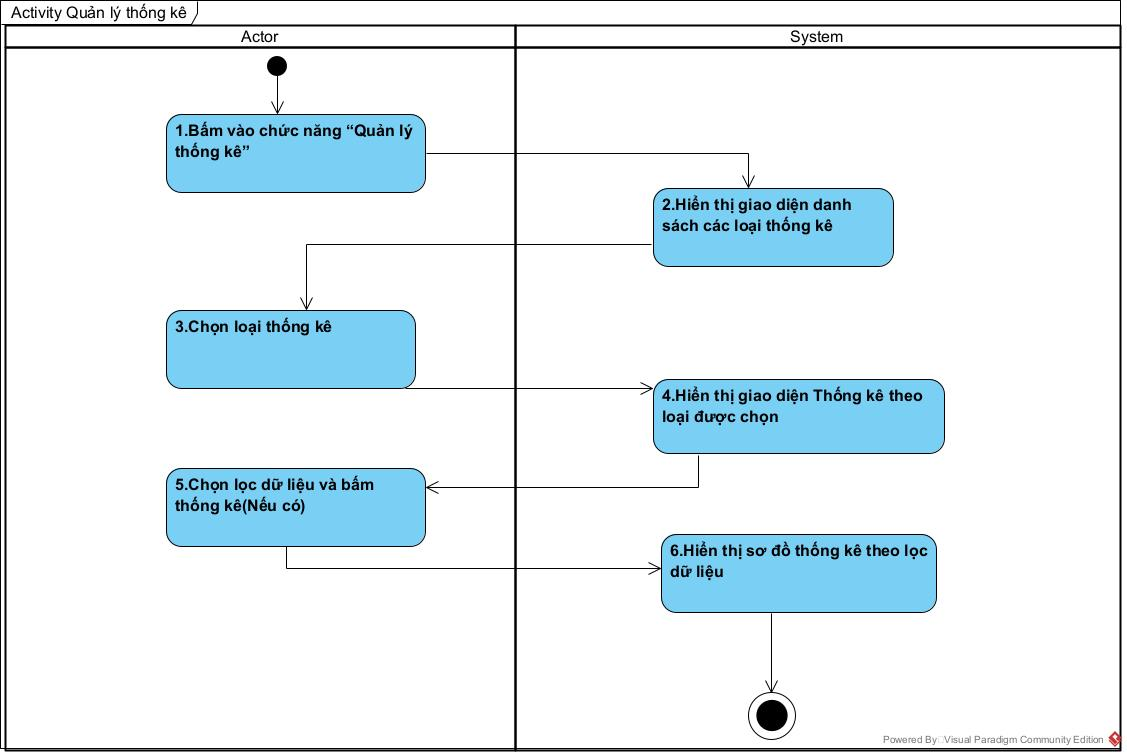 Activity Quản lý thống kê
Actor
System
1.Bấm vào chức năng “Quản lý
thống kê”
2.Hiển thị giao diện danh
sách các loại thống kê
3.Chọn loại thống kê
4.Hiển thị giao diện Thống kê theo
loại được chọn
5.Chọn lọc dữ liệu và bấm
thống kê(Nếu có)
6.Hiển thị sơ đồ thống kê theo lọc
dữ liệu
Powered By Visual Paradigm Community Edition